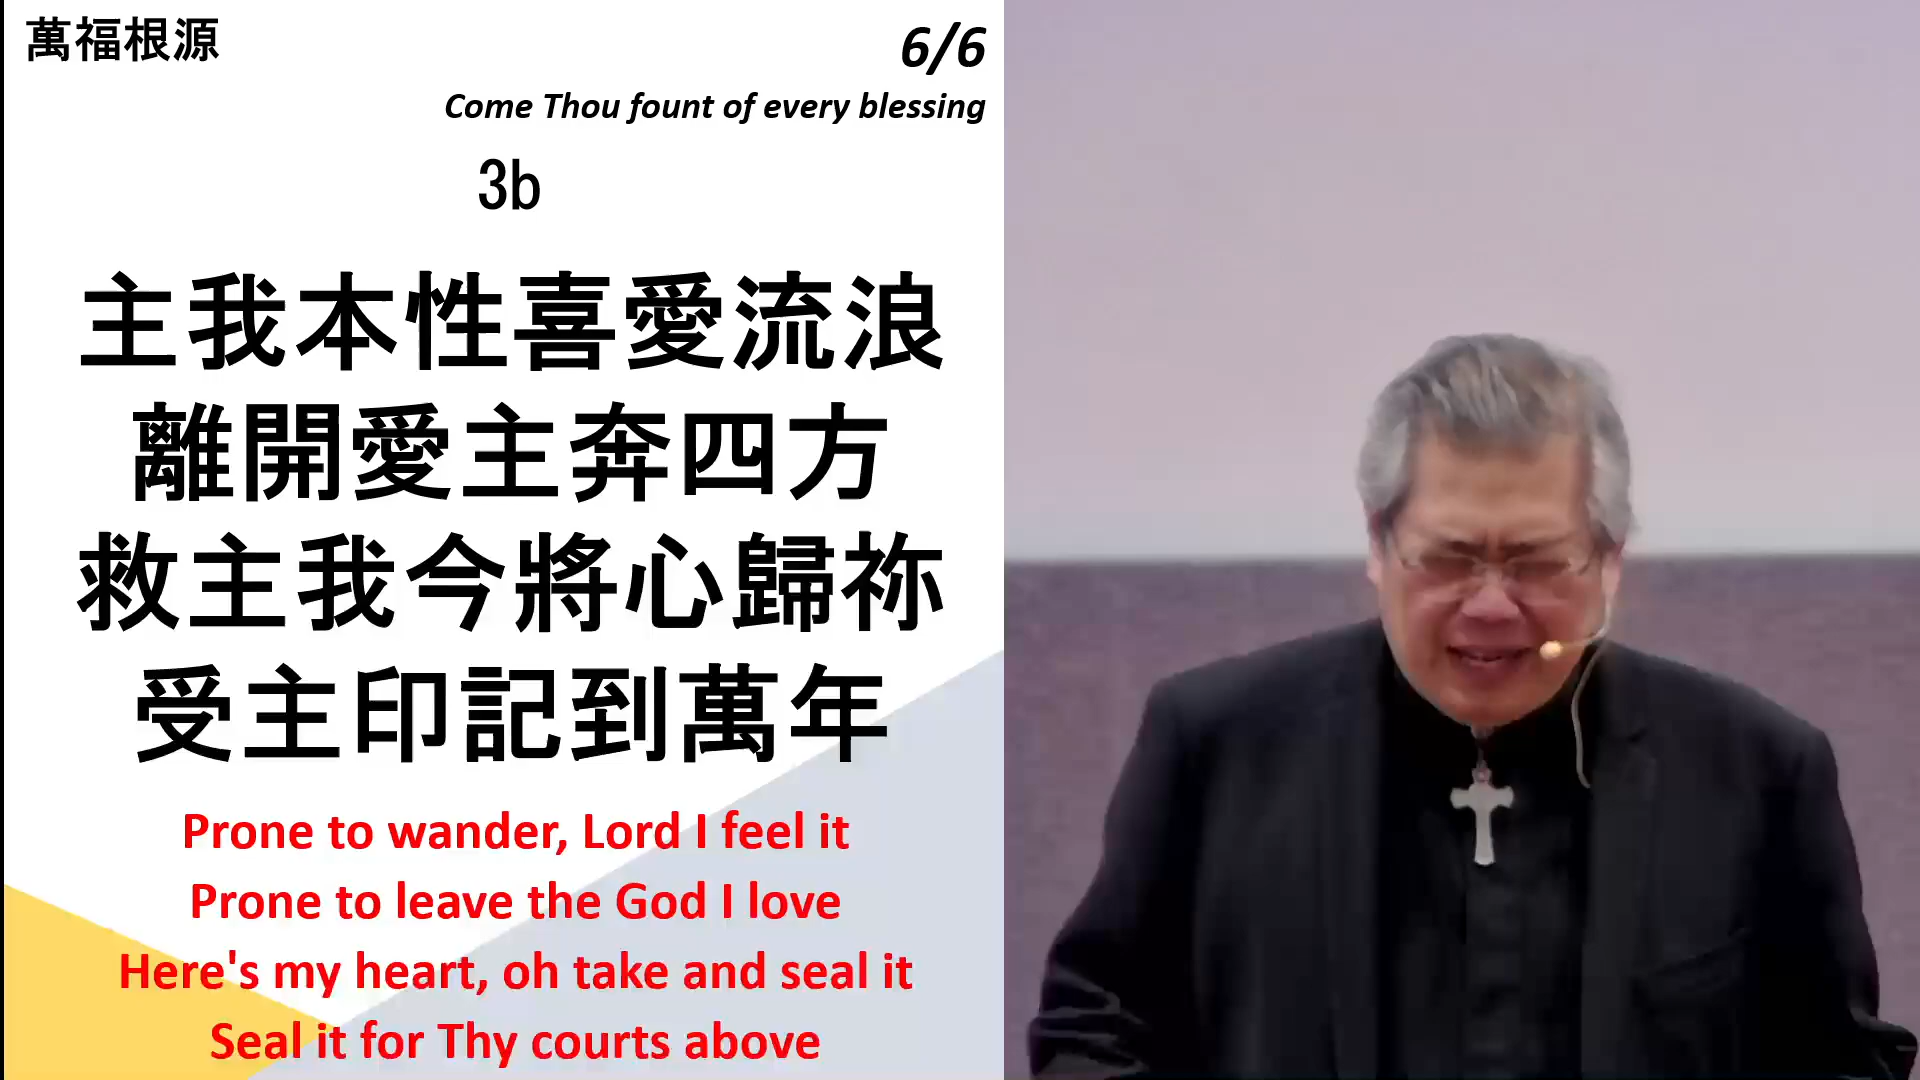 萬福根源
6/6
Come Thou fount of every blessing
3b
主我本性喜愛流浪
離開愛主奔四方
救主我今將心歸祢
受主印記到萬年
Prone to wander, Lord I feel it
Prone to leave the God I love
Here's my heart, oh take and seal it
Seal it for Thy courts above